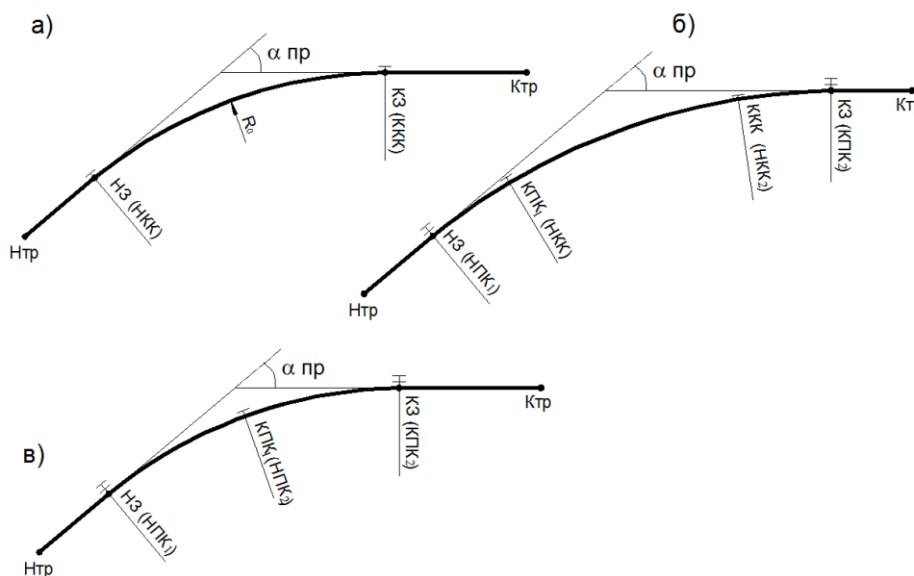 а)
α пр
R₀
НЗ (НКК)
КЗ (ККК)
Нтр
Ктр
б)
α пр
НЗ (НПК₁)
КПК₁ (НКК)
ККК (НКК₂)
КЗ (КПК₂)
Нтр
Кт
в)
α пр
НЗ (НПК₁)
КПК₁ (НПК₂)
КЗ (КПК₂)
Нтр
Ктр